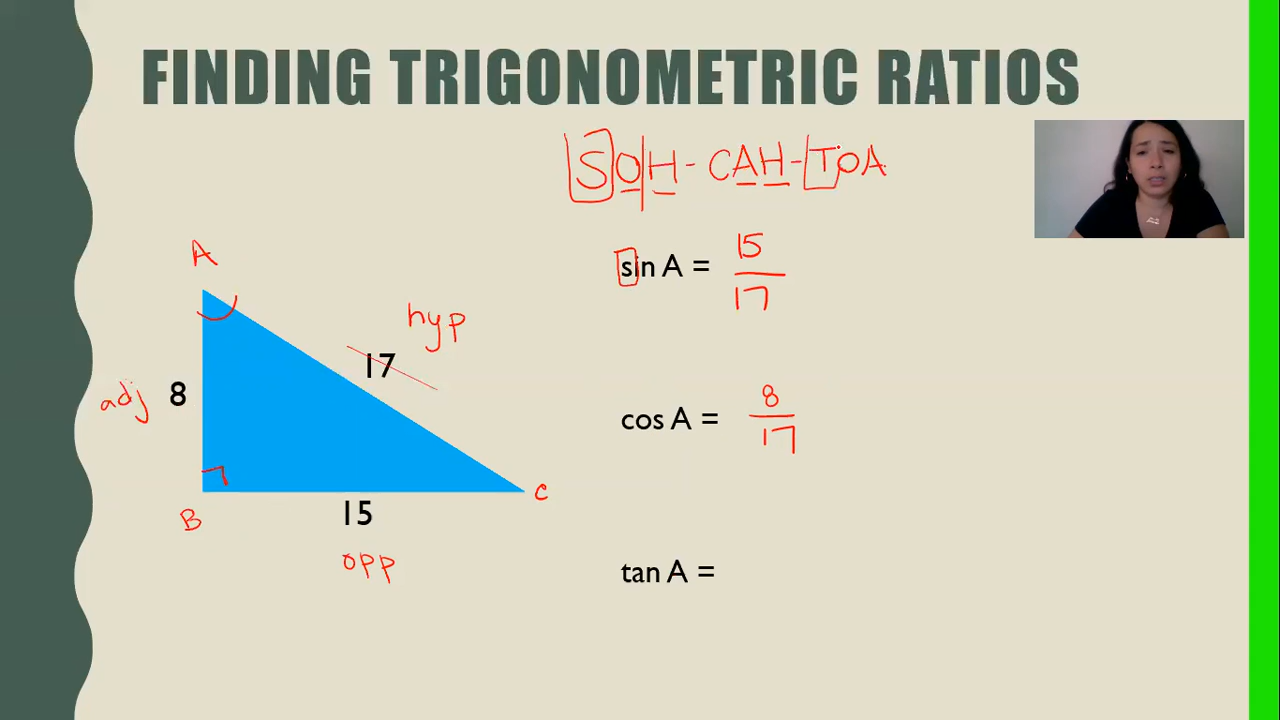 FINDING TRIGONOMETRIC RATIOS
SOH - CAH - TOA
A
sin A = 15/17
hyp
17
adj 8
cos A = 8/17
B
C
15
opp
tan A =